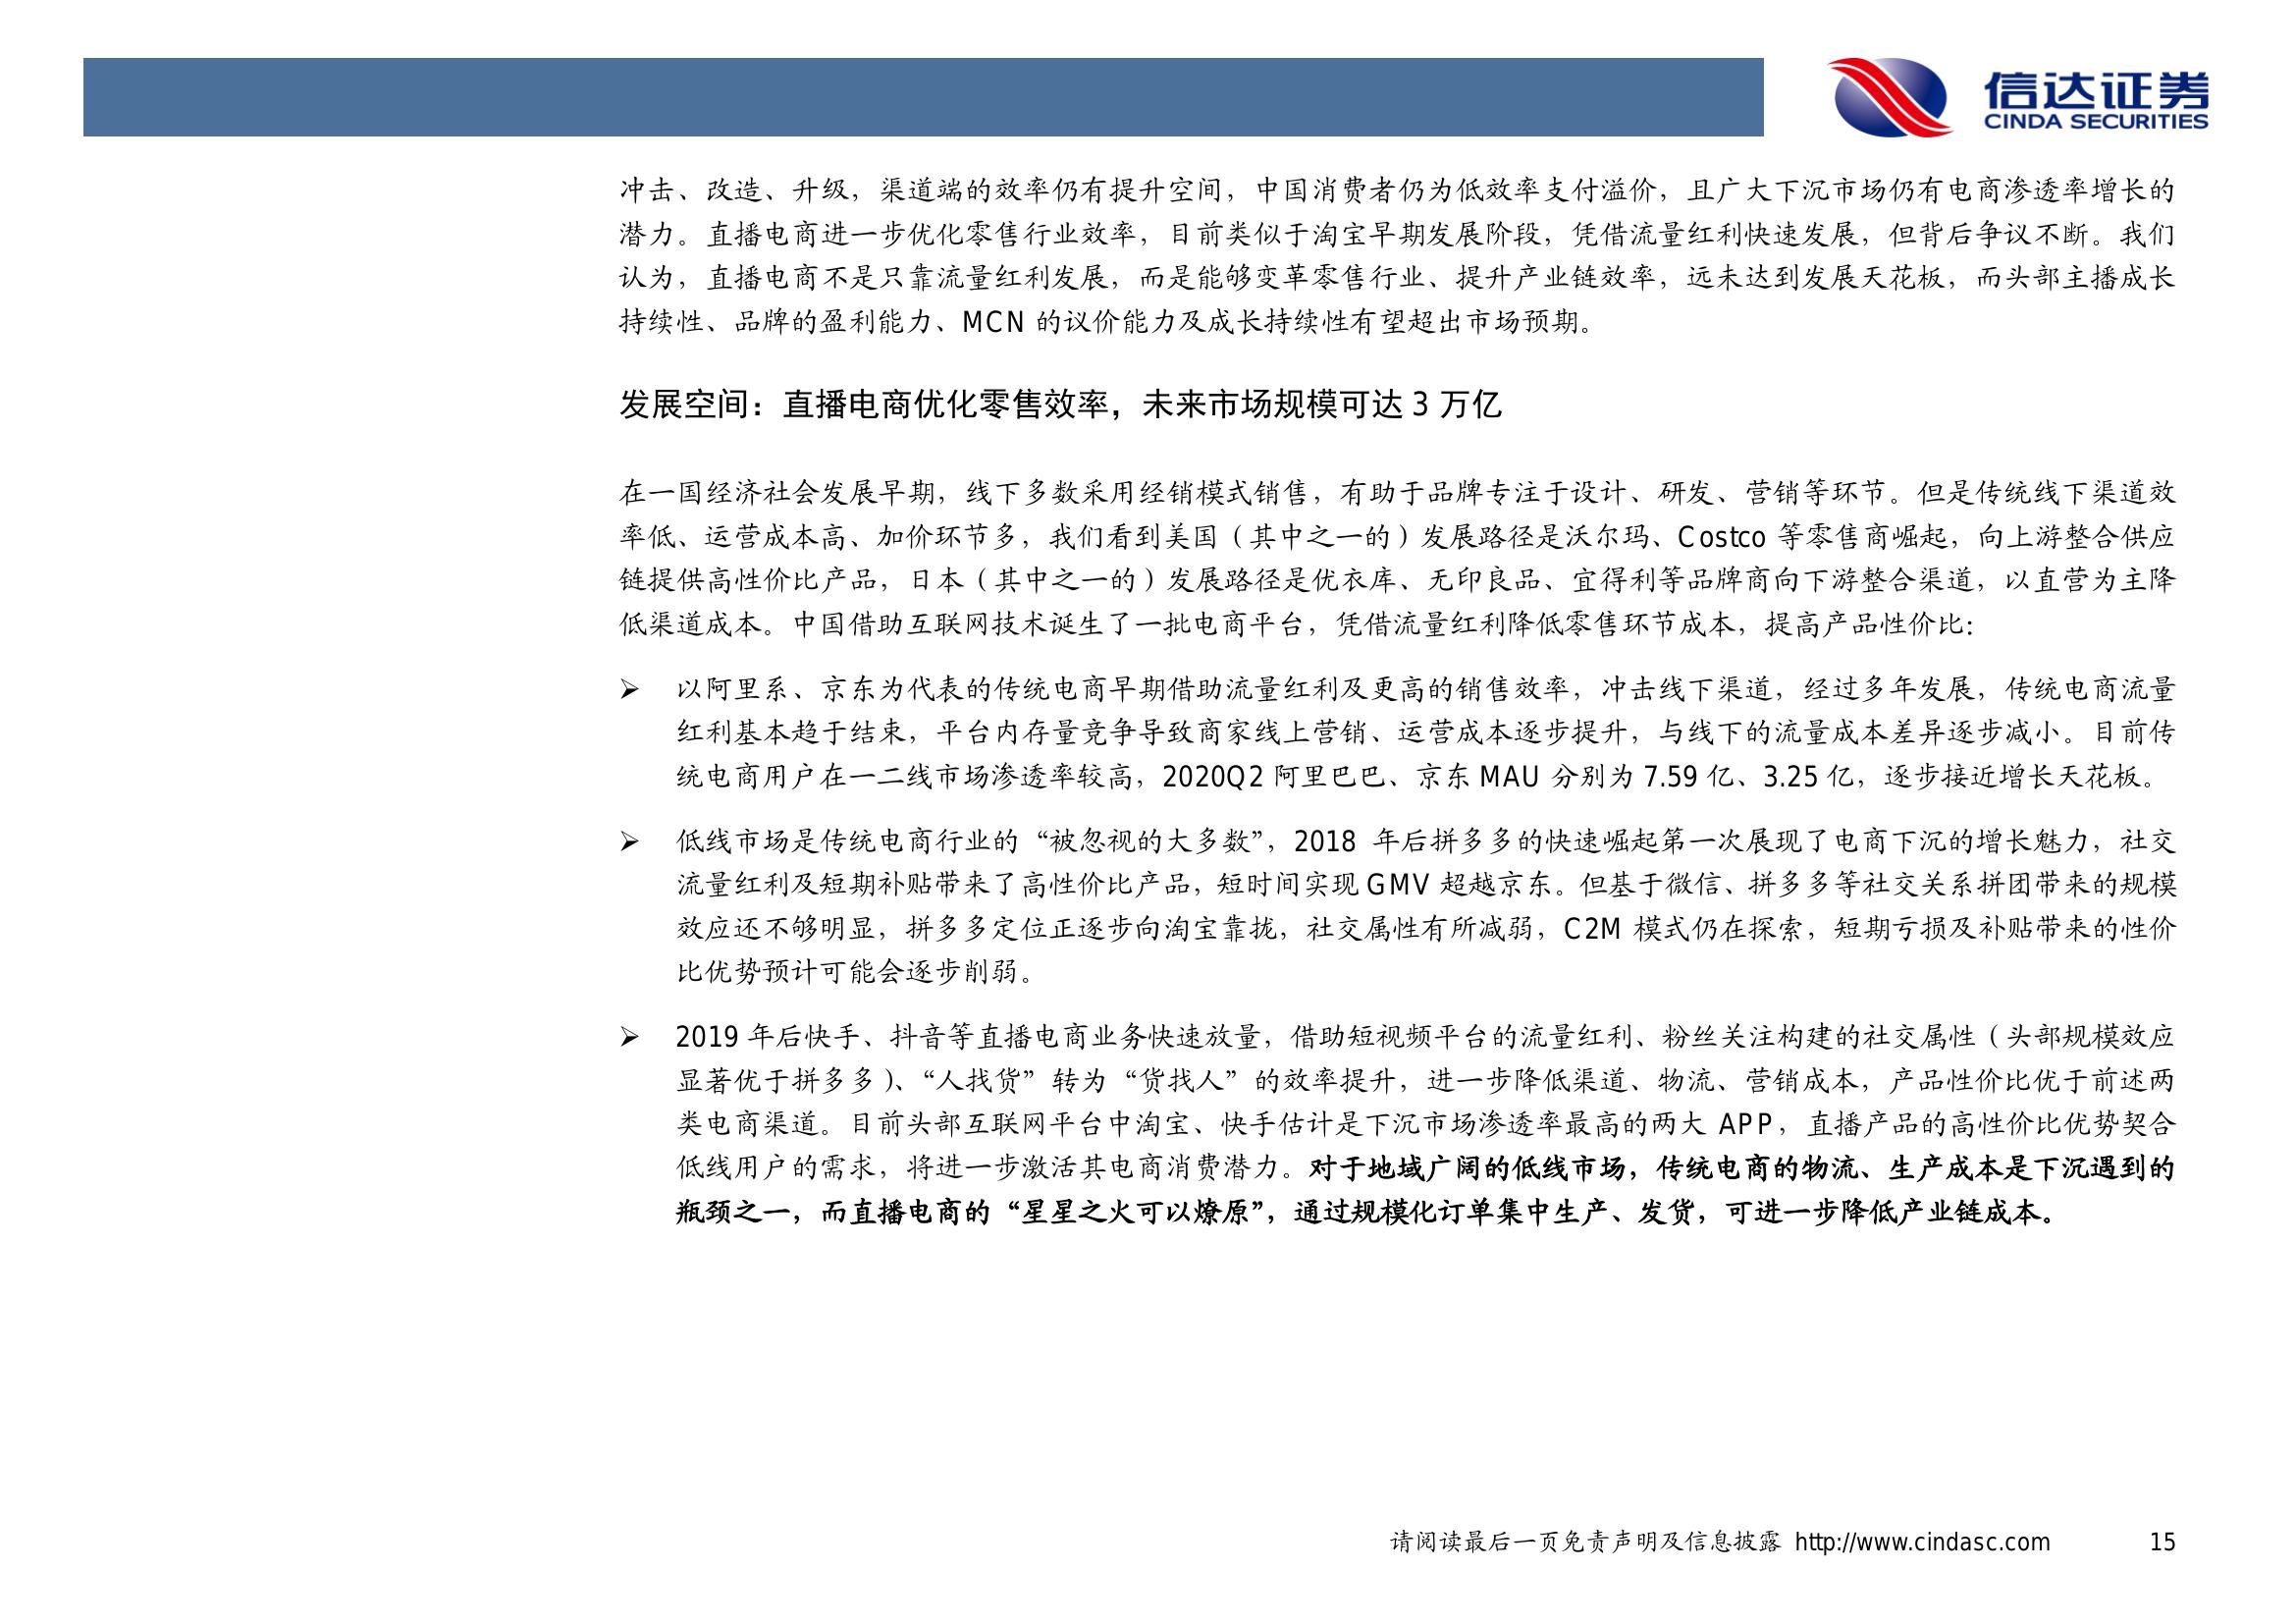 信达证券
CINDA SECURITIES
冲击、改造、升级，渠道端的效率仍有提升空间，中国消费者仍为低效率支付溢价，且广大下沉市场仍有电商渗透率增长的
潜力。直播电商进一步优化零售行业效率，目前类似于淘宝早期发展阶段，凭借流量红利快速发展，但背后争议不断。我们
认为，直播电商不是只靠流量红利发展，而是能够变革零售行业、提升产业链效率，远未达到发展天花板，而头部主播成长
持续性、品牌的盈利能力、MCN 的议价能力及成长持续性有望超出市场预期。
发展空间：直播电商优化零售效率，未来市场规模可达 3 万亿
在一国经济社会发展早期，线下多数采用经销模式销售，有助于品牌专注于设计、研发、营销等环节。但是传统线下渠道效
率低、运营成本高、加价环节多，我们看到美国（其中之一的）发展路径是沃尔玛、Costco 等零售商崛起，向上游整合供应
链提供高性价比产品，日本（其中之一的）发展路径是优衣库、无印良品、宜得利等品牌商向下游整合渠道，以直营为主降
低渠道成本。中国借助互联网技术诞生了一批电商平台，凭借流量红利降低零售环节成本，提高产品性价比：
➢ 以阿里系、京东为代表的传统电商早期借助流量红利及更高的销售效率，冲击线下渠道，经过多年发展，传统电商流量
红利基本趋于结束，平台内存量竞争导致商家线上营销、运营成本逐步提升，与线下的流量成本差异逐步减小。目前传
统电商用户在一二线市场渗透率较高，2020Q2 阿里巴巴、京东 MAU 分别为 7.59 亿、3.25 亿，逐步接近增长天花板。
➢ 低线市场是传统电商行业的“被忽视的大多数”，2018 年后拼多多的快速崛起第一次展现了电商下沉的增长魅力，社交
流量红利及短期补贴带来了高性价比产品，短时间实现 GMV 超越京东。但基于微信、拼多多等社交关系拼团带来的规模
效应还不够明显，拼多多定位正逐步向淘宝靠拢，社交属性有所减弱，C2M 模式仍在探索，短期亏损及补贴带来的性价
比优势预计可能会逐步削弱。
➢ 2019 年后快手、抖音等直播电商业务快速放量，借助短视频平台的流量红利、粉丝关注构建的社交属性（头部规模效应
显著优于拼多多）、“人找货”转为“货找人”的效率提升，进一步降低渠道、物流、营销成本，产品性价比优于前述两
类电商渠道。目前头部互联网平台中淘宝、快手估计是下沉市场渗透率最高的两大 APP，直播产品的高性价比优势契合
低线用户的需求，将进一步激活其电商消费潜力。对于地域广阔的低线市场，传统电商的物流、生产成本是下沉遇到的
瓶颈之一，而直播电商的“星星之火可以燎原”，通过规模化订单集中生产、发货，可进一步降低产业链成本。
请阅读最后一页免责声明及信息披露 http://www.cindasc.com 15